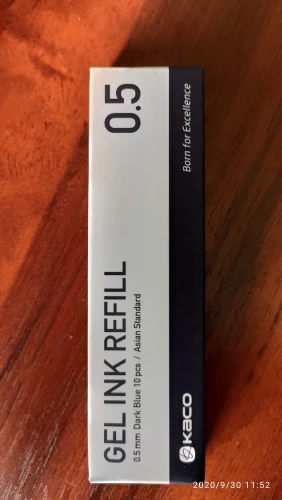 GEL INK REFILL 0.5
0.5 mm Dark Blue 10 pcs / Asian Standard
KACO Born for Excellence
2020/9/30 11:52